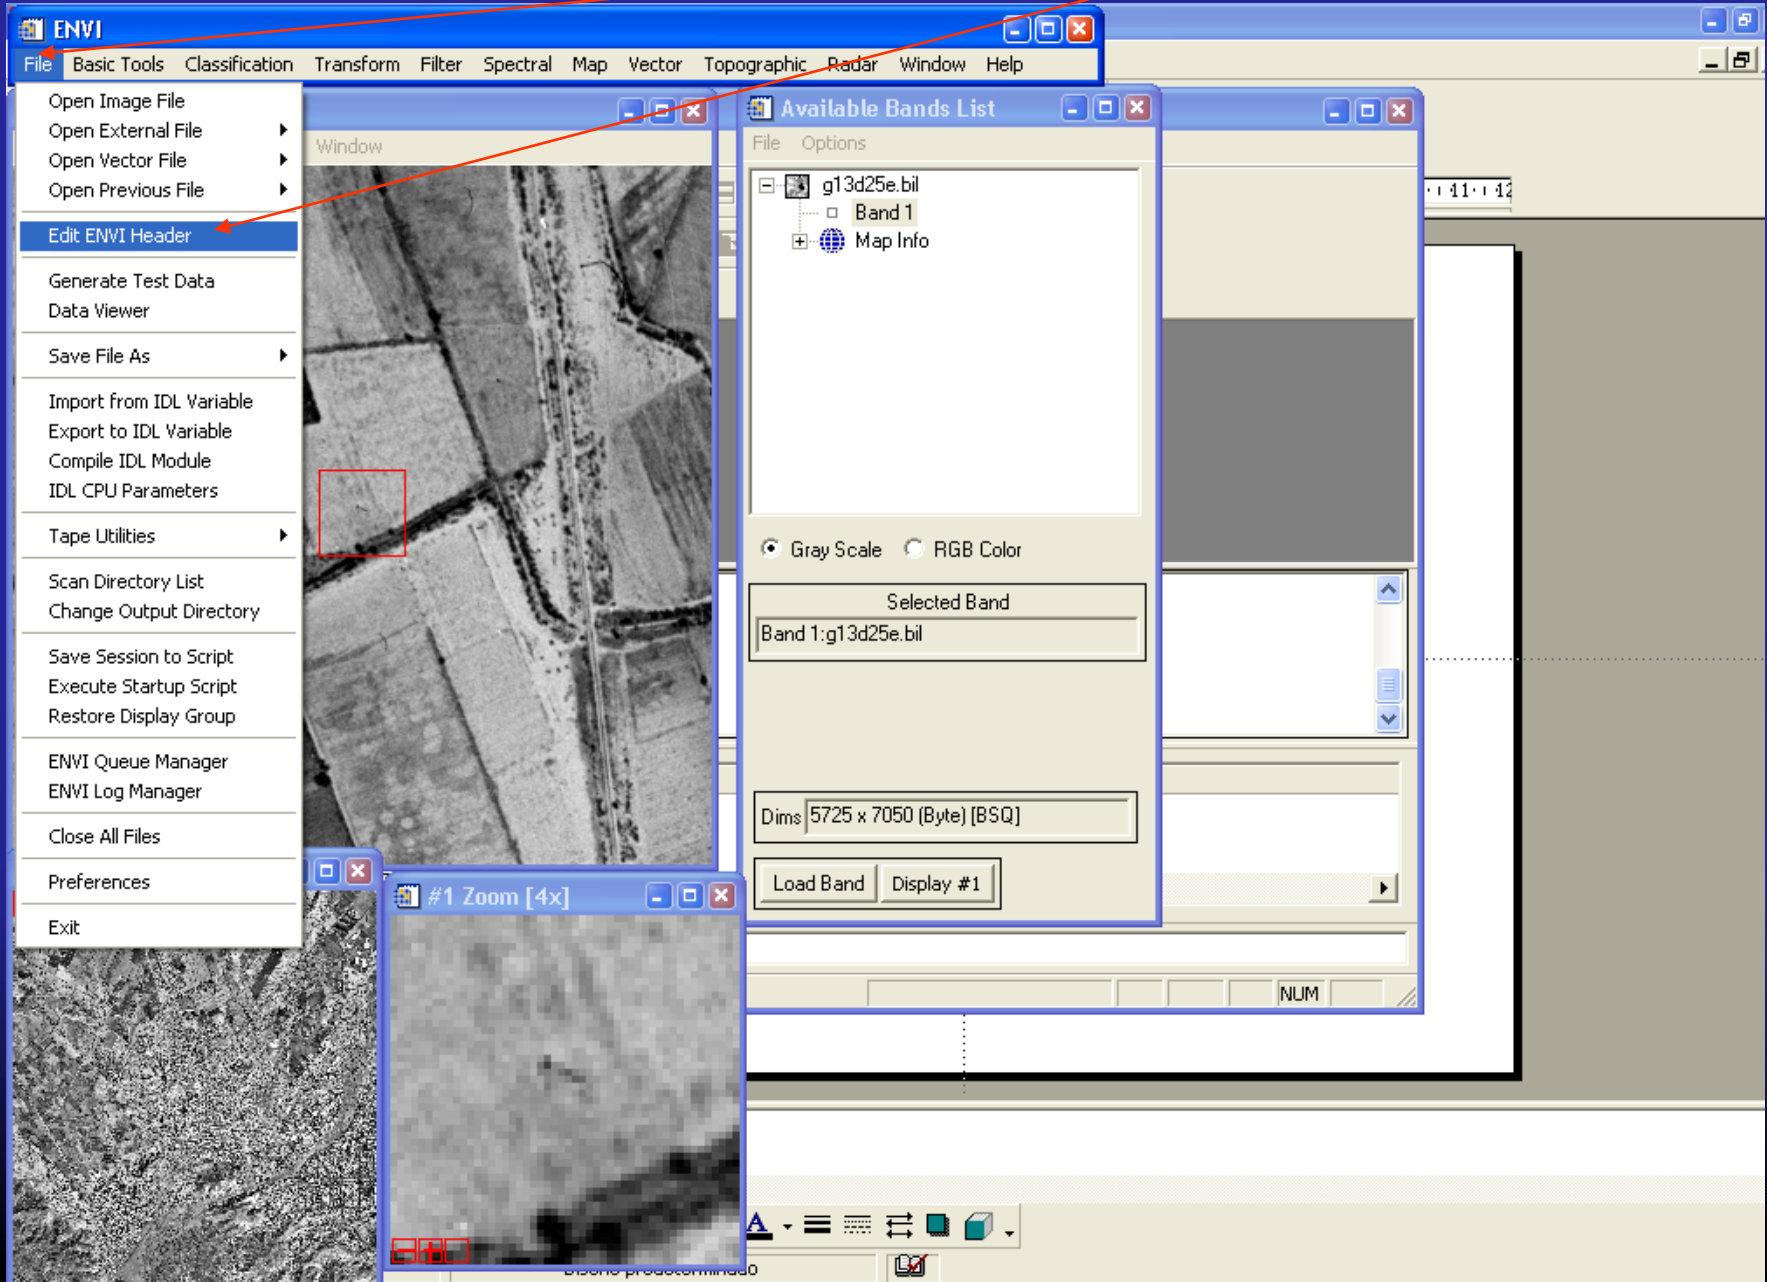 ENVI
File Basic Tools Classification Transform Filter Spectral Map Vector Topographic Radar Window Help
Open Image File
Open External File
Open Vector File
Open Previous File
Edit ENVI Header
Generate Test Data
Data Viewer
Save File As
Import from IDL Variable
Export to IDL Variable
Compile IDL Module
IDL CPU Parameters
Tape Utilities
Scan Directory List
Change Output Directory
Save Session to Script
Execute Startup Script
Restore Display Group
ENVI Queue Manager
ENVI Log Manager
Close All Files
Preferences
Exit
Window
#1 Zoom [4x]
Available Bands List
File Options
g13d25e.bil
Band 1
Map Info
Gray Scale RGB Color
Selected Band
Band 1:g13d25e.bil
Dims 5725 x 7050 (Byte) [BSQ]
Load Band Display #1
11 12
NUM
A
Diseño predeterminado